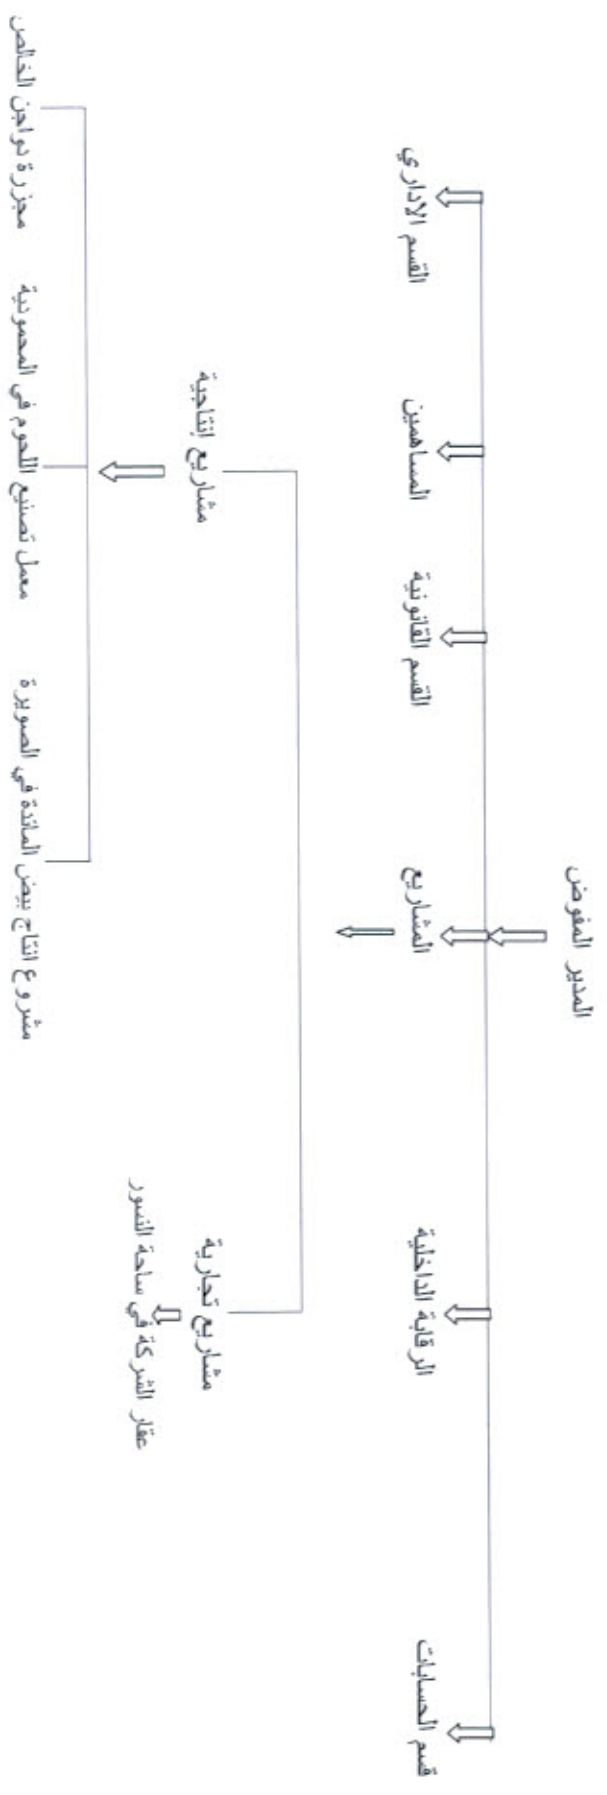 المدير المفوض
قسم الحسابات
الرقابة الداخلية
المشاريع
القسم القانونية
المساهمين
القسم الاداري
مشاريع تجارية
مشاريع إنتاجية
عقار الشركة في ساحة النسور
مشروع انتاج بيض المائدة في الصويرة
معمل تصنيع اللحوم في المحمودية
مجزرة دواجن الخالص